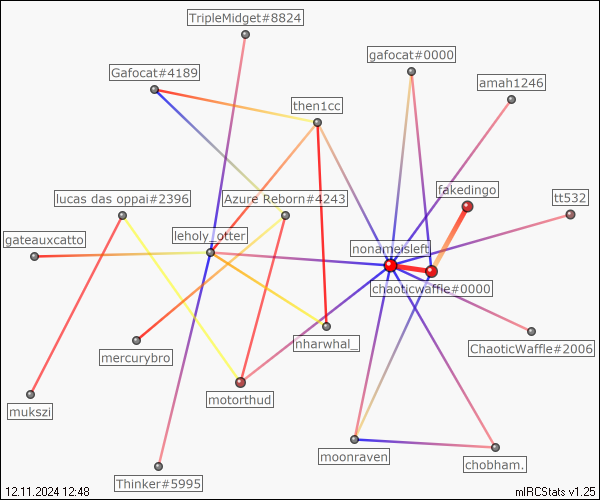 TripleMidget#8824
gafocat#0000
Gafocat#4189
amah1246
then1cc
fakedingo
lucas das oppai#2396
Azure Reborn#4243
tt532
gateauxcatto
leholy_otter
nonameisleft
chaoticwaffle#0000
nharwhal_
ChaoticWaffle#2006
mercurybro
motorthud
mukszi
moonraven
chobham.
Thinker#5995
12.11.2024 12:48
mIRCStats v1.25